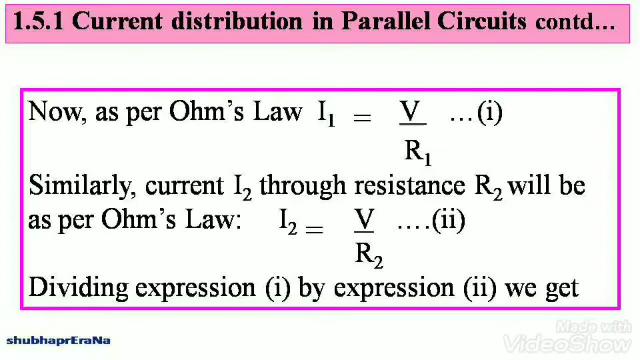 1.5.1 Current distribution in Parallel Circuits contd…
Now, as per Ohm's Law I₁ = V …(i)
R₁
Similarly, current I₂ through resistance R₂ will be
as per Ohm's Law: I₂ = V ….(ii)
R₂
Dividing expression (i) by expression (ii) we get
shubhaprEraNa
Made with
VideoShow